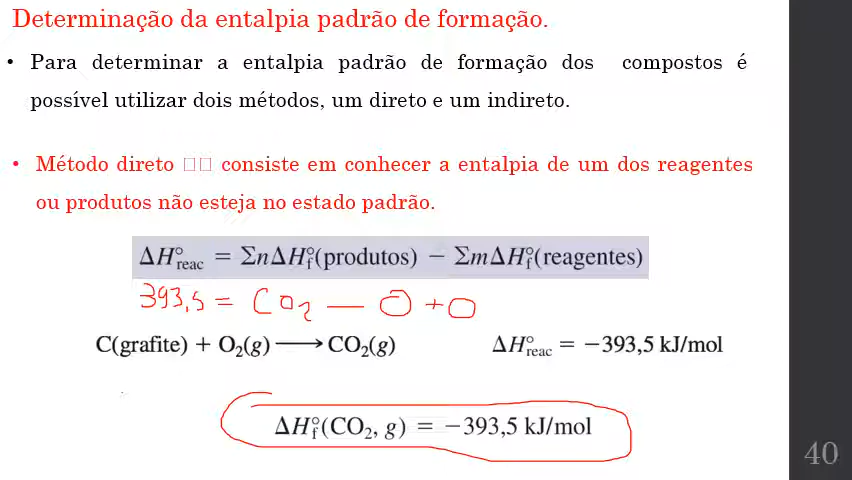 Determinação da entalpia padrão de formação.
• Para determinar a entalpia padrão de formação dos compostos é
possível utilizar dois métodos, um direto e um indireto.
• Método direto □□ consiste em conhecer a entalpia de um dos reagentes
ou produtos não esteja no estado padrão.
ΔH°reac = ΣnΔH°f(produtos) − ΣmΔH°f(reagentes)
393,5 = CO2 — O + O
C(grafite) + O₂(g) ⟶ CO₂(g) ΔH°reac = −393,5 kJ/mol
ΔH°f(CO₂, g) = −393,5 kJ/mol
40